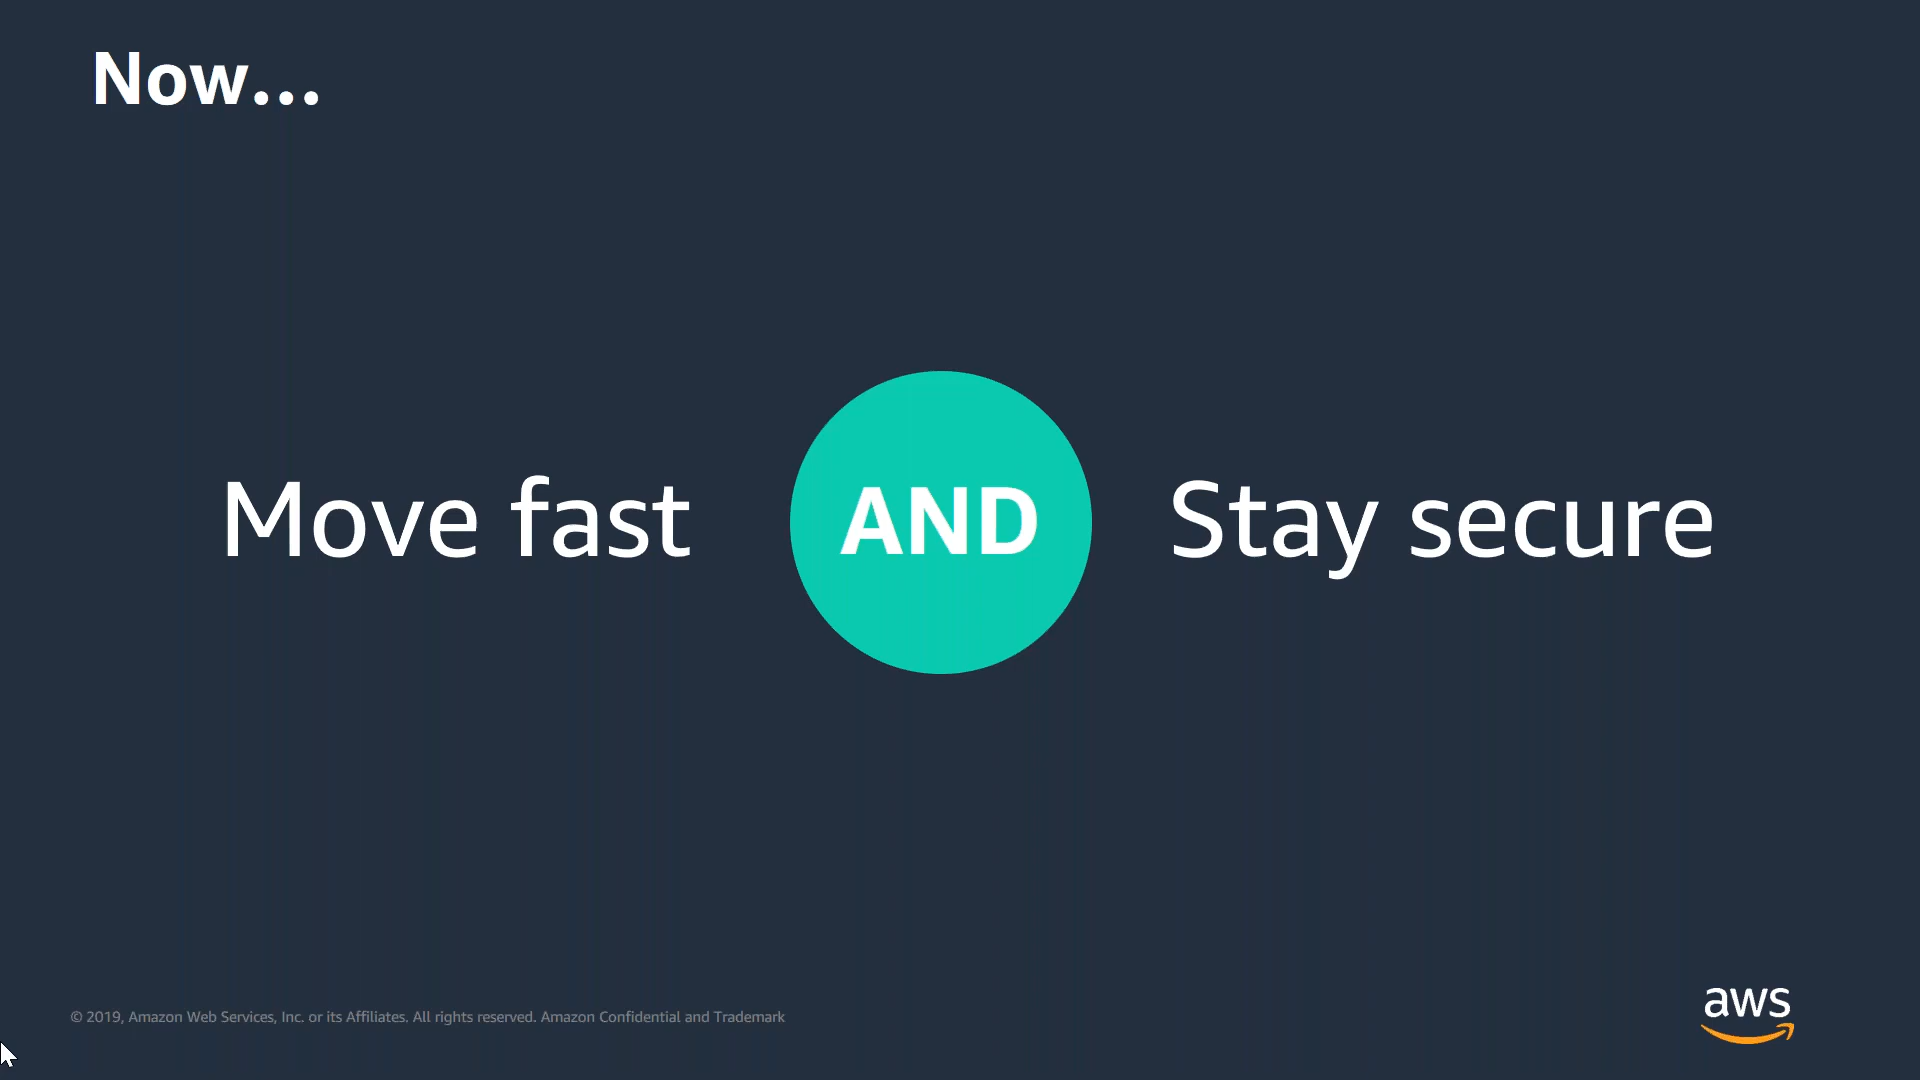 Now...
Move fast
AND
Stay secure
© 2019, Amazon Web Services, Inc. or its Affiliates. All rights reserved. Amazon Confidential and Trademark
aws